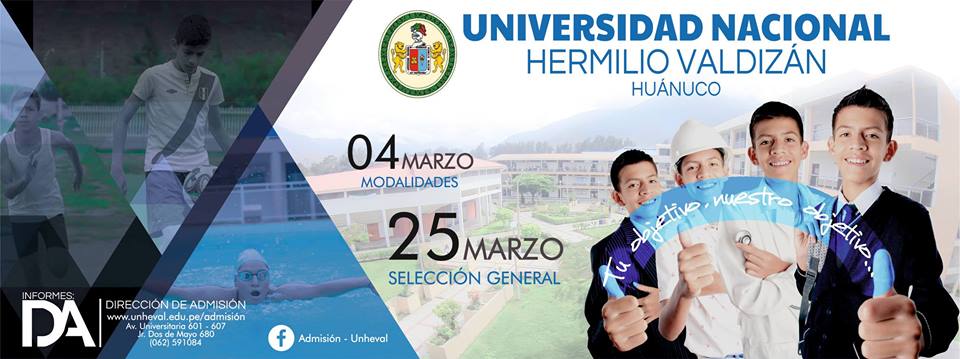 UNIVERSIDAD NACIONAL
HERMILIO VALDIZÁN
HUÁNUCO
04 MARZO
MODALIDADES
25 MARZO
SELECCIÓN GENERAL
Tu objetivo, nuestro objetivo...
INFORMES:
DA
DIRECCIÓN DE ADMISIÓN
www.unheval.edu.pe/admisión
Av. Universitaria 601 - 607
Jr. Dos de Mayo 680
(062) 591084
f Admisión - Unheval